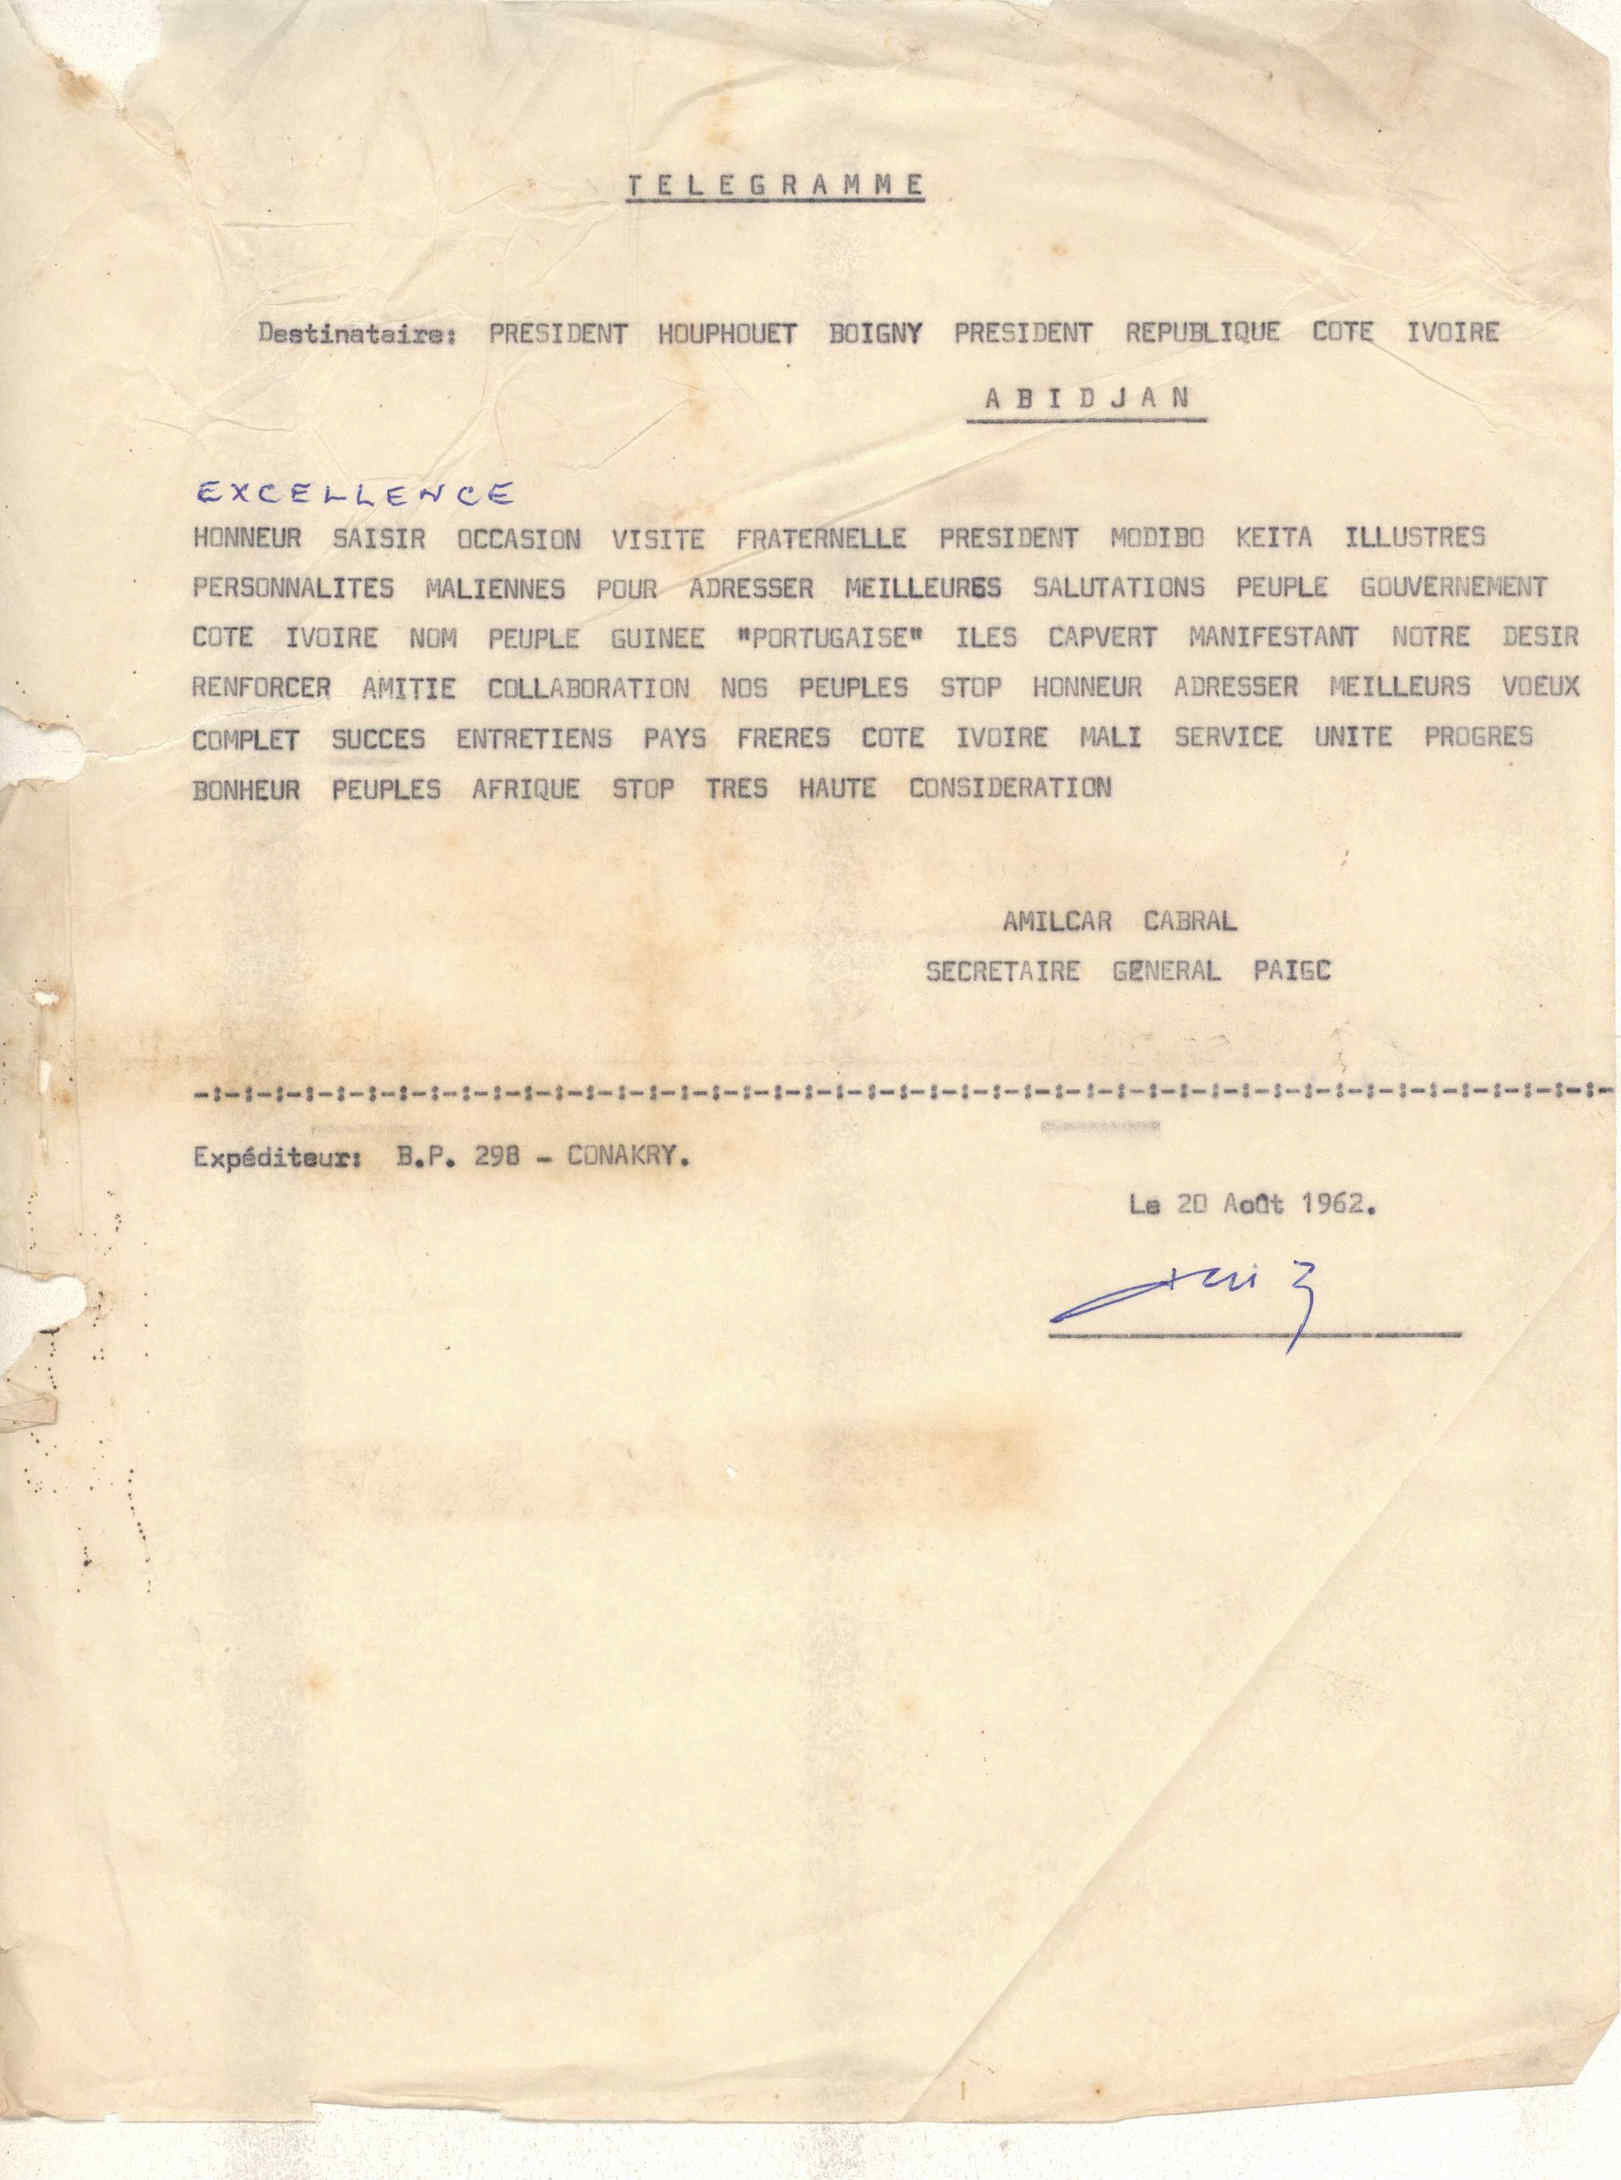 TELEGRAMME
Destinataire: PRESIDENT HOUPHOUET BOIGNY PRESIDENT REPUBLIQUE COTE IVOIRE
ABIDJAN
EXCELLENCE
HONNEUR SAISIR OCCASION VISITE FRATERNELLE PRESIDENT MODIBO KEITA ILLUSTRES
PERSONNALITES MALIENNES POUR ADRESSER MEILLEURES SALUTATIONS PEUPLE GOUVERNEMENT
COTE IVOIRE NOM PEUPLE GUINEE "PORTUGAISE" ILES CAPVERT MANIFESTANT NOTRE DESIR
RENFORCER AMITIE COLLABORATION NOS PEUPLES STOP HONNEUR ADRESSER MEILLEURS VOEUX
COMPLET SUCCES ENTRETIENS PAYS FRERES COTE IVOIRE MALI SERVICE UNITE PROGRES
BONHEUR PEUPLES AFRIQUE STOP TRES HAUTE CONSIDERATION
AMILCAR CABRAL
SECRETAIRE GENERAL PAIGC
-:-:-:-:-:-:-:-:-:-:-:-:-:-:-:-:-:-:-:-:-:-:-:-:-:-:-:-:-:-:-:-:-:-:-:-:-:-:-:-:-:-:-:-:-:-
Expéditeur: B.P. 298 - CONAKRY.
Le 20 Août 1962.